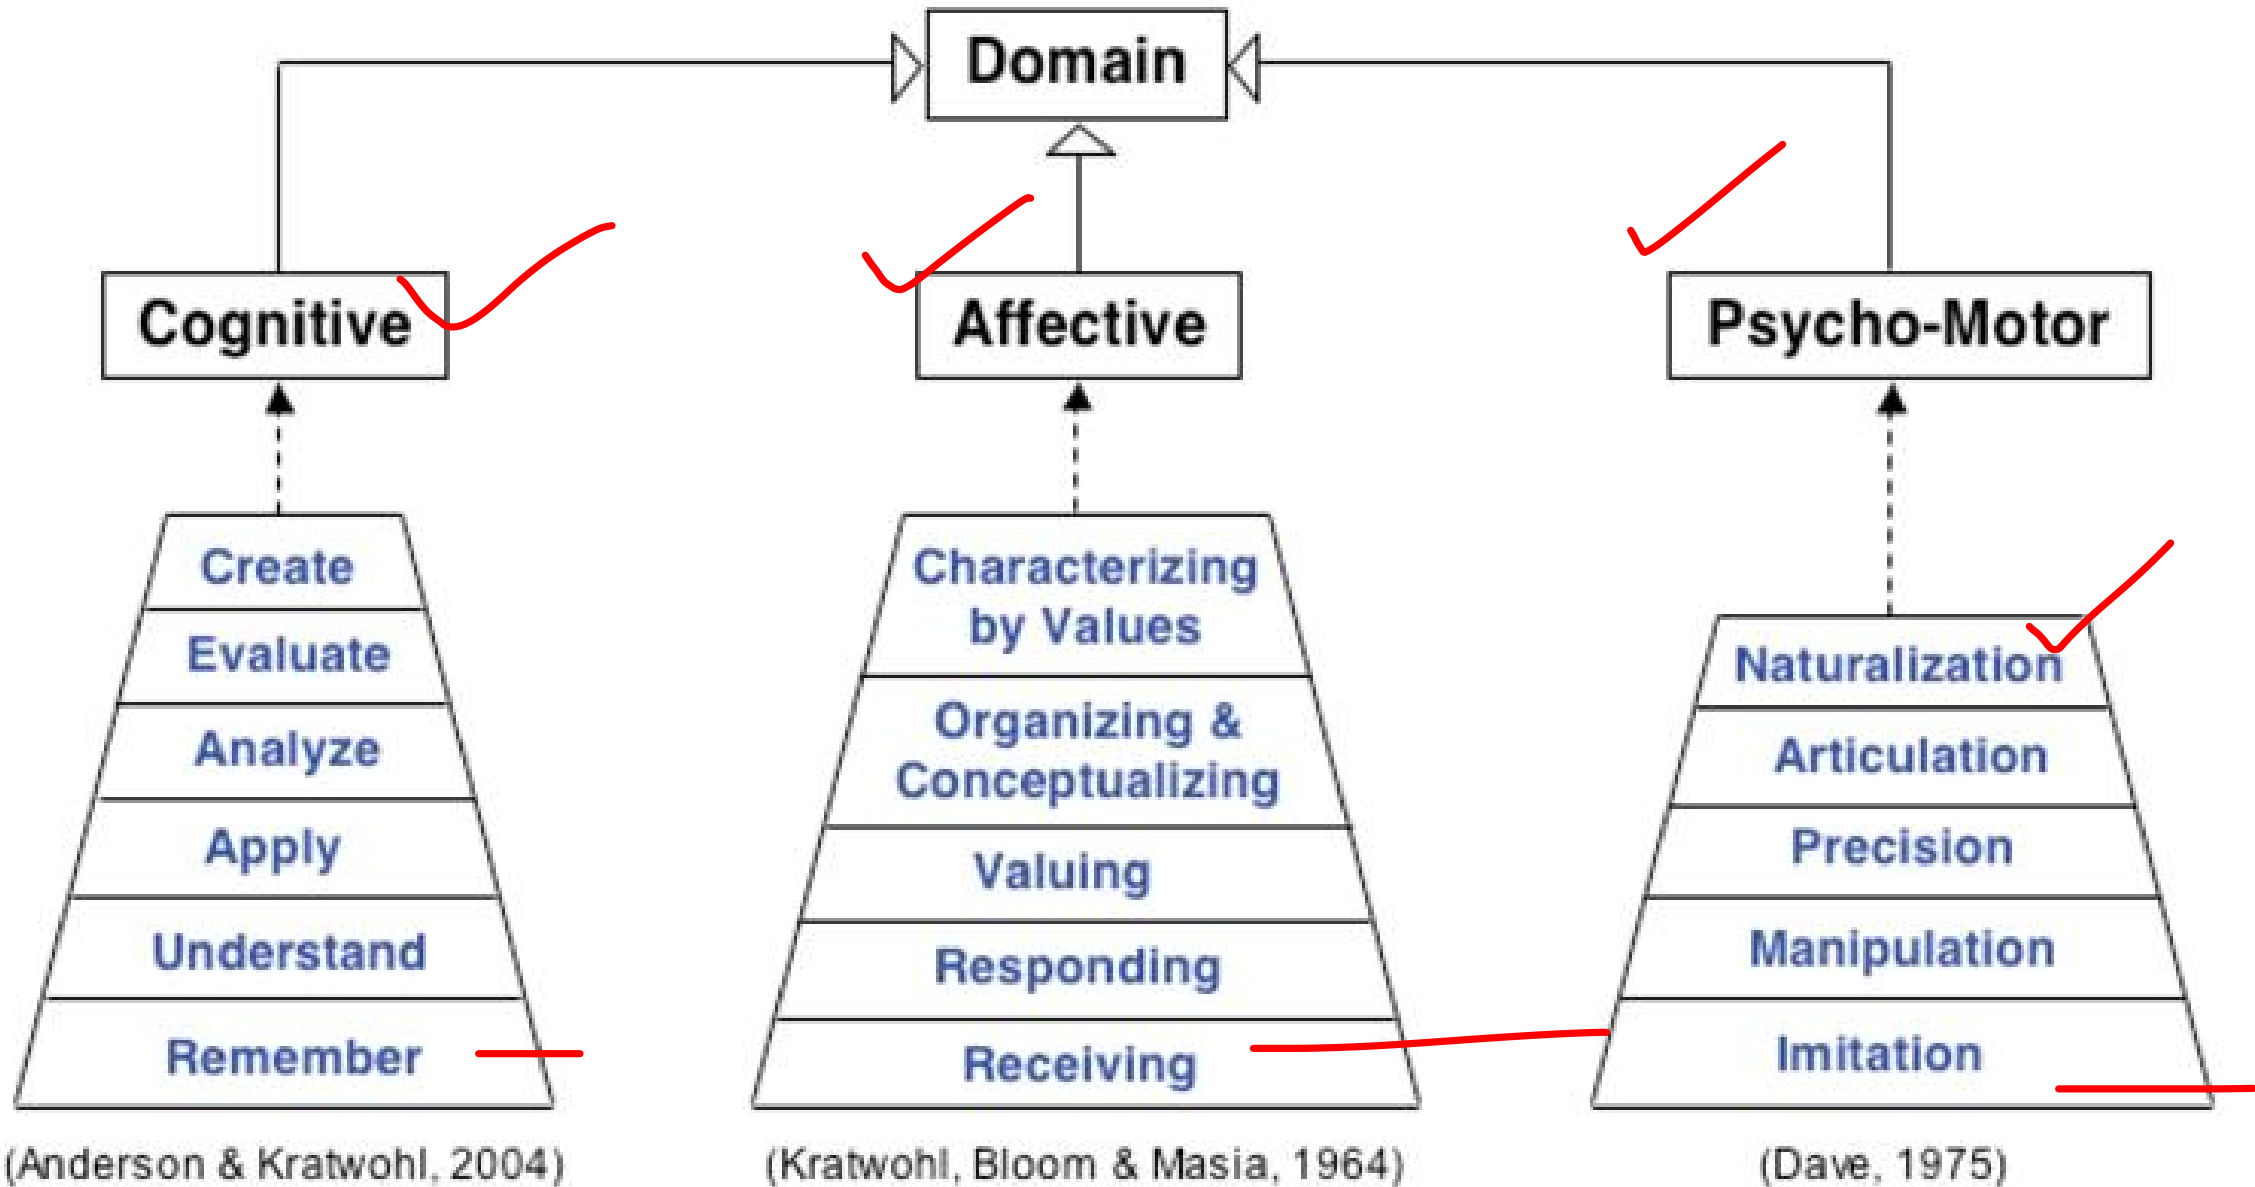 Domain
Cognitive
Affective
Psycho-Motor
Create
Evaluate
Analyze
Apply
Understand
Remember
(Anderson & Kratwohl, 2004)
Characterizing
by Values
Organizing &
Conceptualizing
Valuing
Responding
Receiving
(Kratwohl, Bloom & Masia, 1964)
Naturalization
Articulation
Precision
Manipulation
Imitation
(Dave, 1975)